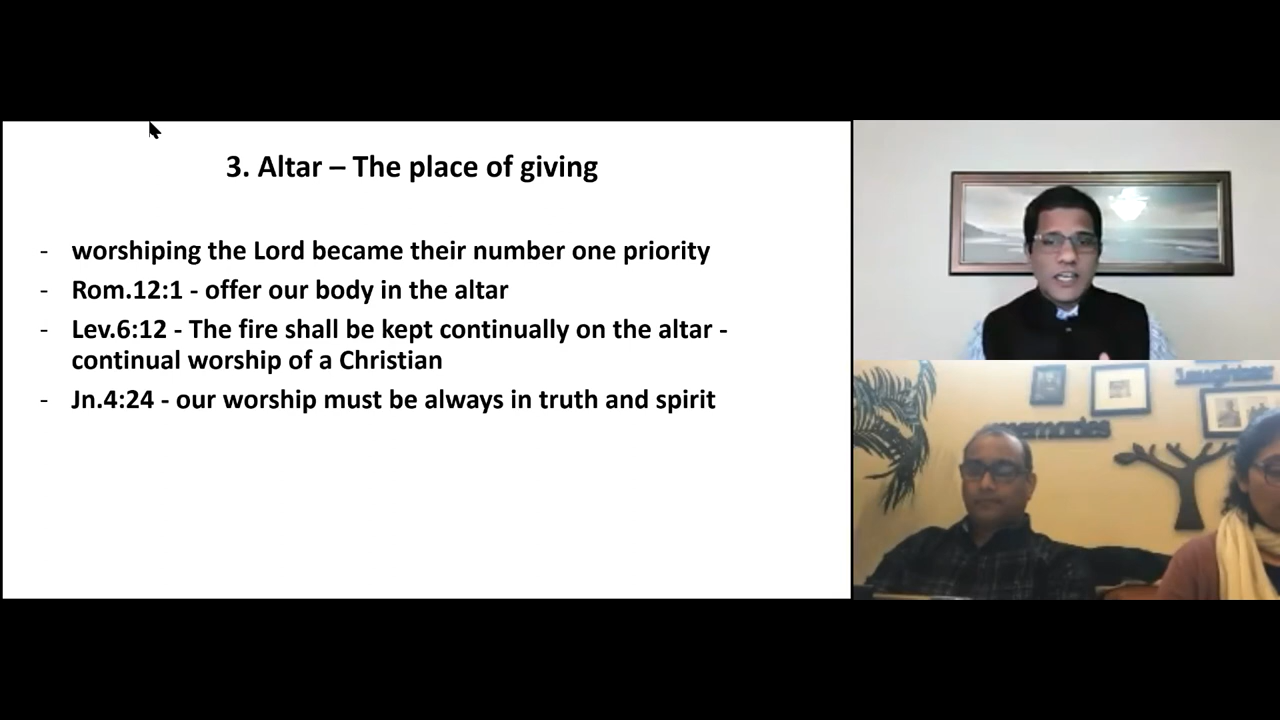 3. Altar – The place of giving
- worshiping the Lord became their number one priority
- Rom.12:1 - offer our body in the altar
- Lev.6:12 - The fire shall be kept continually on the altar -
continual worship of a Christian
- Jn.4:24 - our worship must be always in truth and spirit
Laughter
memories